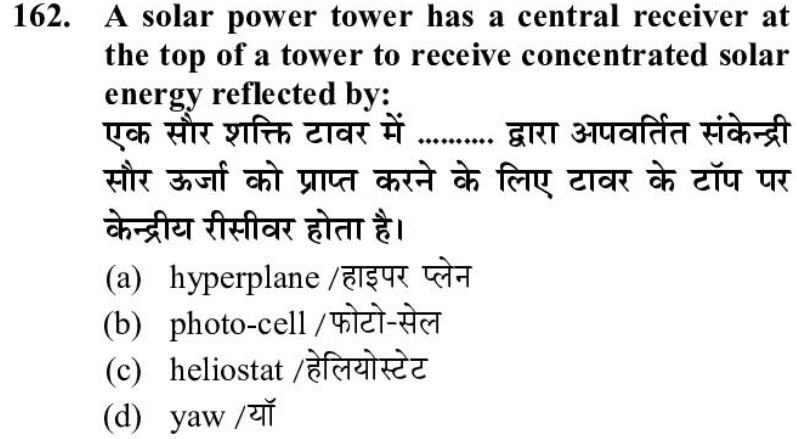 162. A solar power tower has a central receiver at
the top of a tower to receive concentrated solar
energy reflected by:
एक सौर शक्ति टावर में .......... द्वारा अपवर्तित संकेन्द्री
सौर ऊर्जा को प्राप्त करने के लिए टावर के टॉप पर
केन्द्रीय रीसीवर होता है।
(a) hyperplane /हाइपर प्लेन
(b) photo-cell /फोटो-सेल
(c) heliostat /हेलियोस्टेट
(d) yaw /यॉ